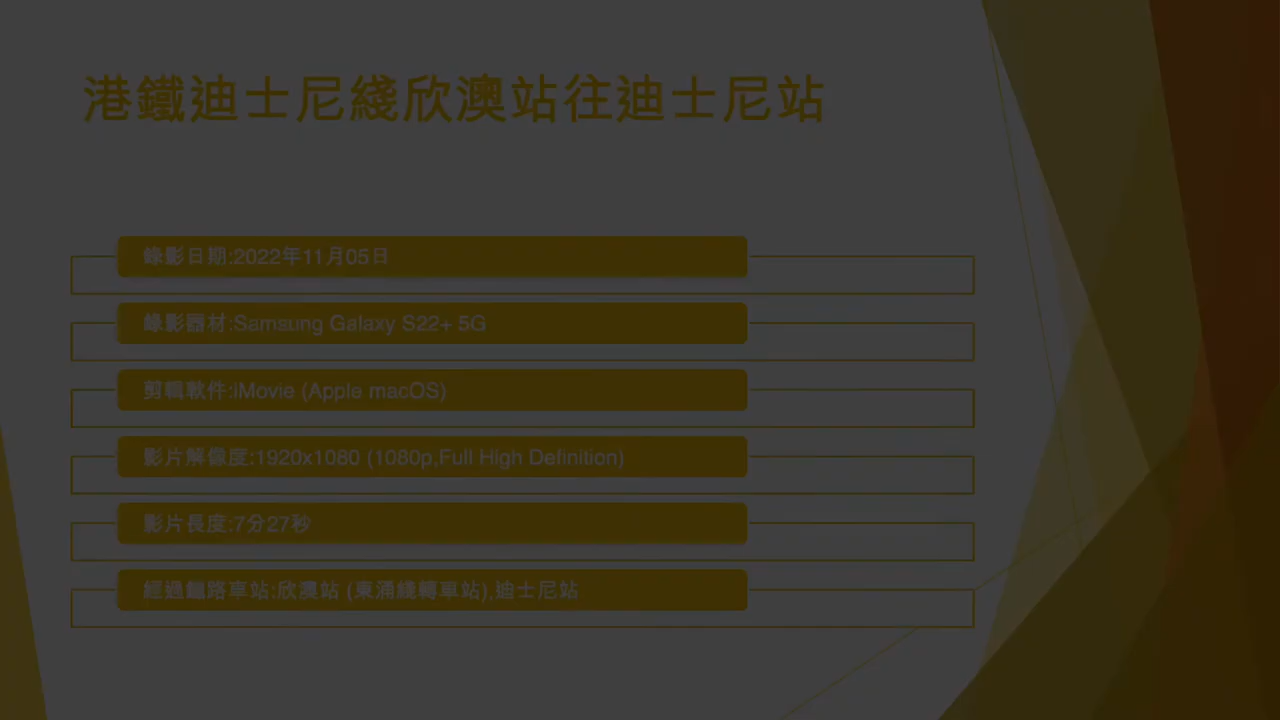 港鐵迪士尼綫欣澳站往迪士尼站
錄影日期:2022年11月05日
錄影器材:Samsung Galaxy S22+ 5G
剪輯軟件:iMovie (Apple macOS)
影片解像度:1920x1080 (1080p,Full High Definition)
影片長度:7分27秒
經過鐵路車站:欣澳站 (東涌綫轉車站),迪士尼站